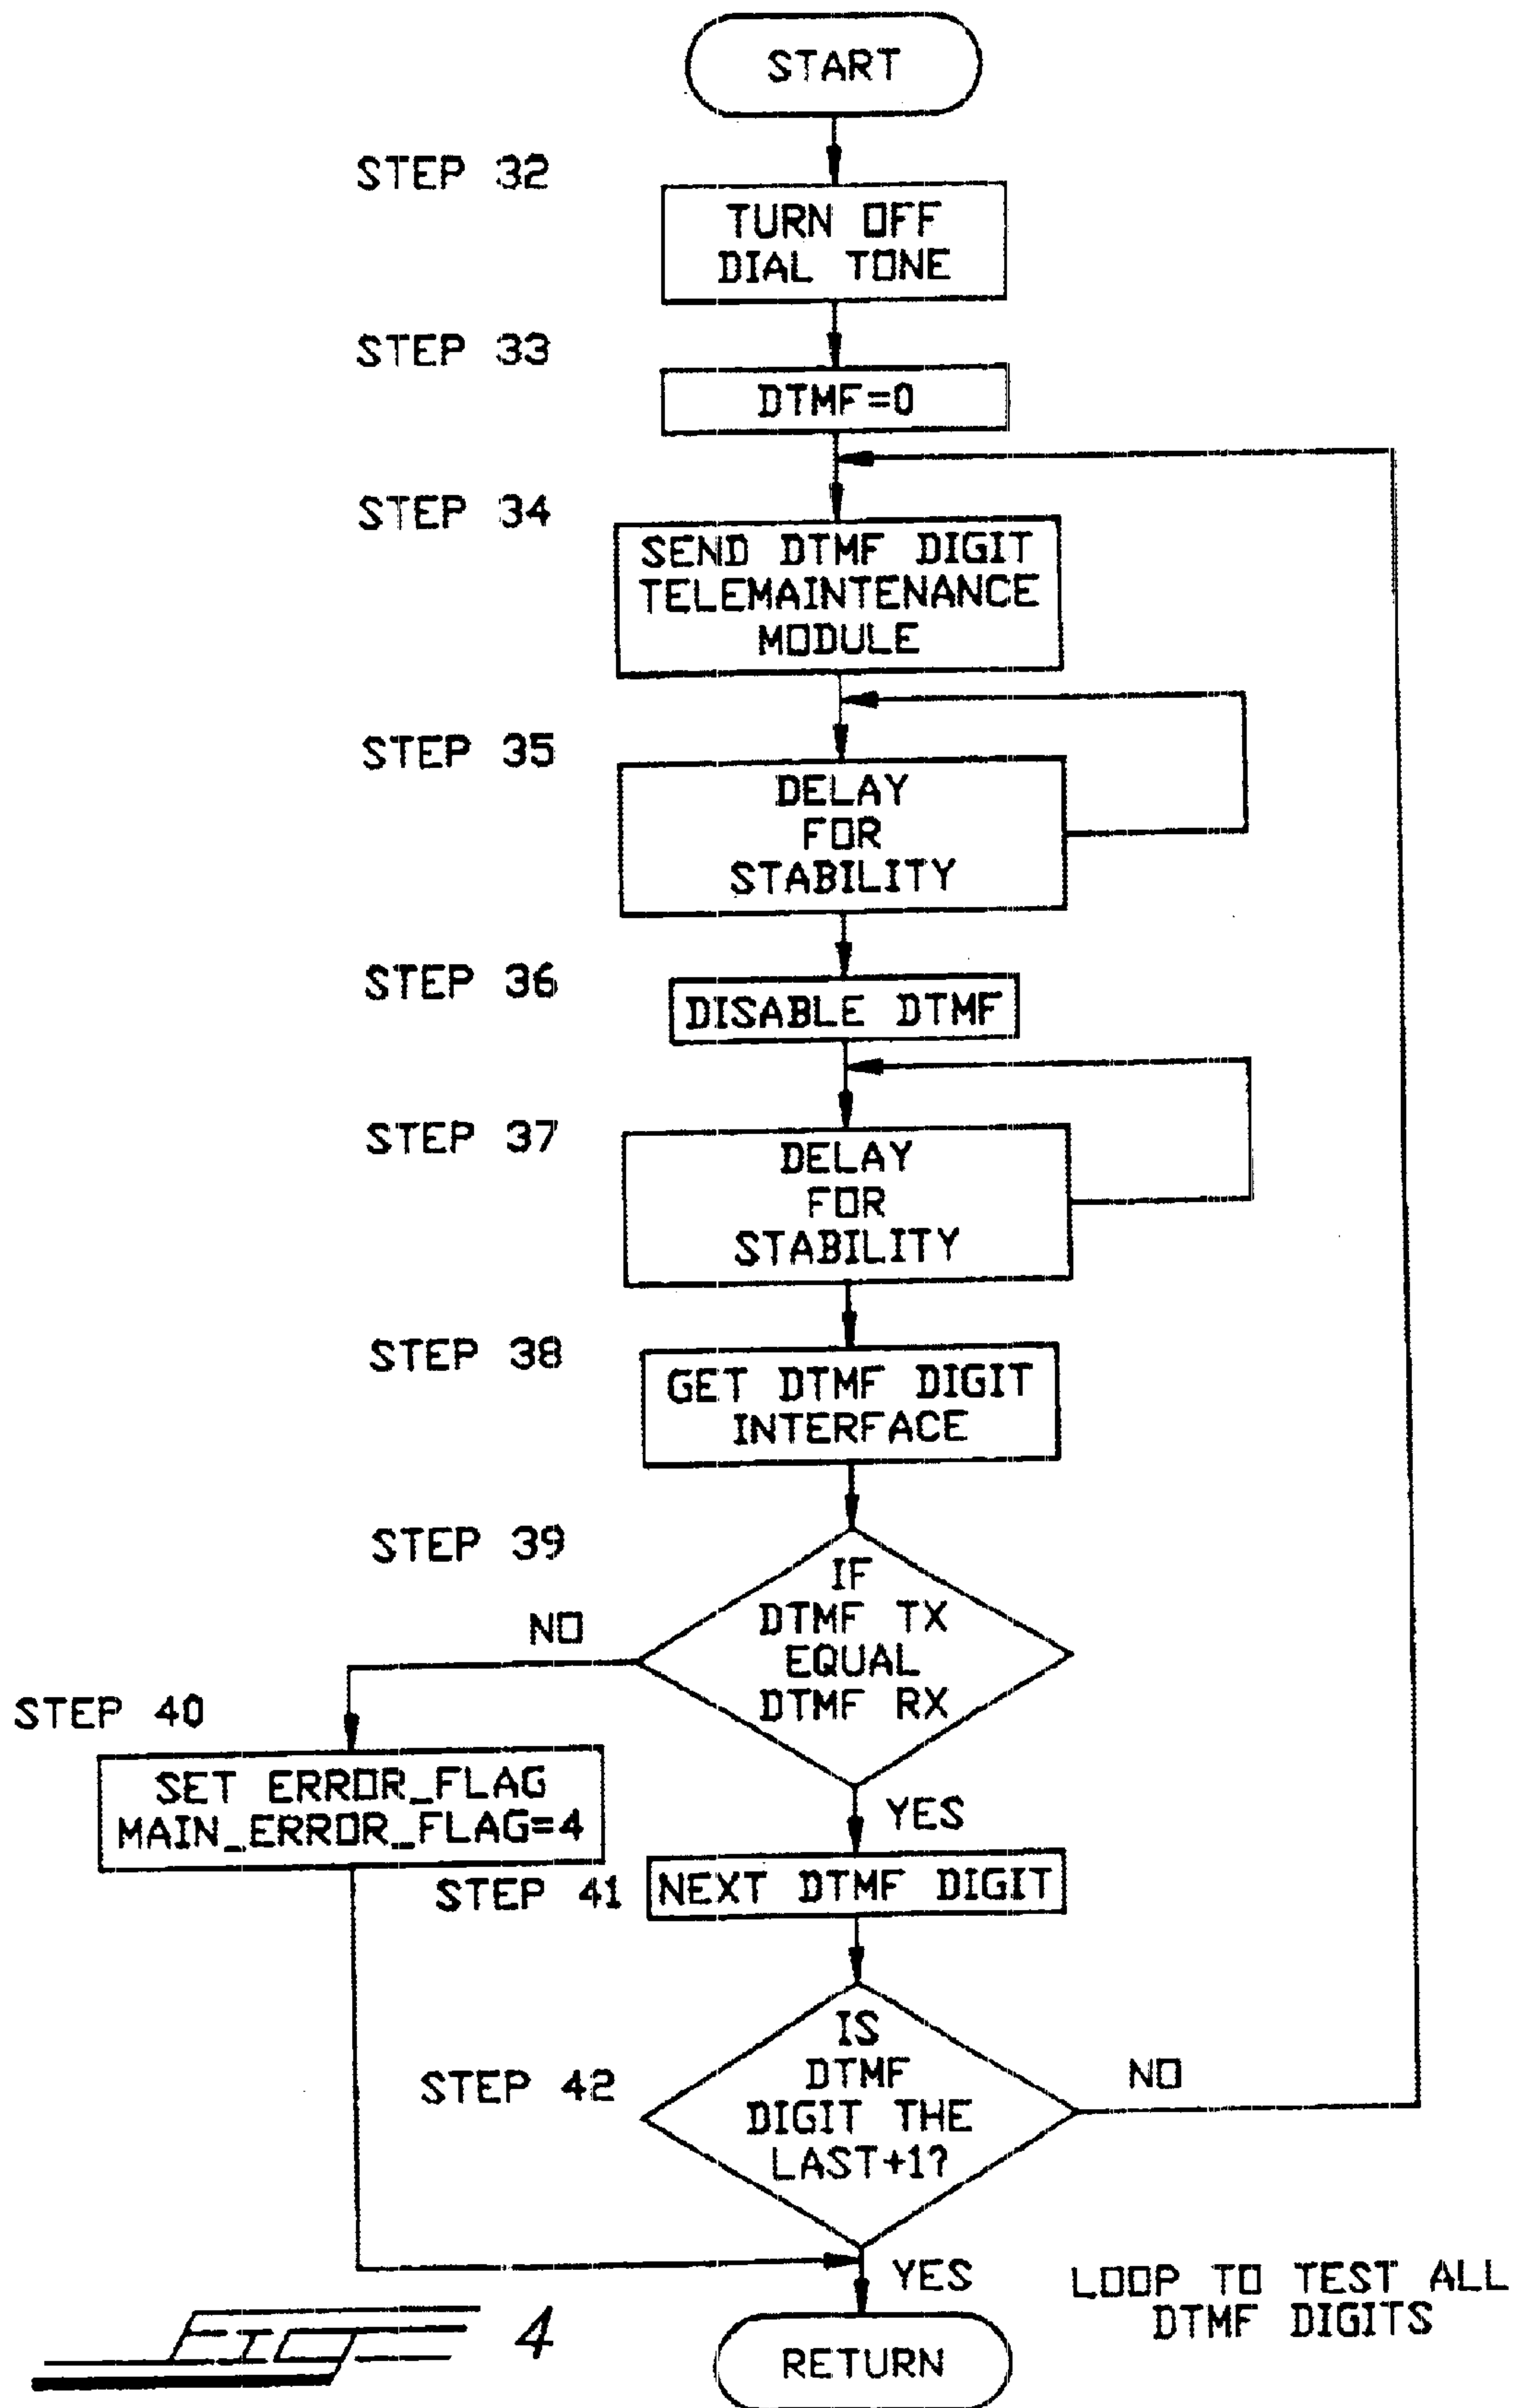 START
STEP 32
TURN OFF
DIAL TONE
STEP 33
DTMF=0
STEP 34
SEND DTMF DIGIT
TELEMAINTENANCE
MODULE
STEP 35
DELAY
FOR
STABILITY
STEP 36
DISABLE DTMF
STEP 37
DELAY
FOR
STABILITY
STEP 38
GET DTMF DIGIT
INTERFACE
STEP 39
IF
DTMF TX
EQUAL
DTMF RX
NO
STEP 40
SET ERROR_FLAG
MAIN_ERROR_FLAG=4
YES
STEP 41
NEXT DTMF DIGIT
STEP 42
IS
DTMF
DIGIT THE
LAST+1?
NO
YES
LOOP TO TEST ALL
DTMF DIGITS
RETURN
FIG 4